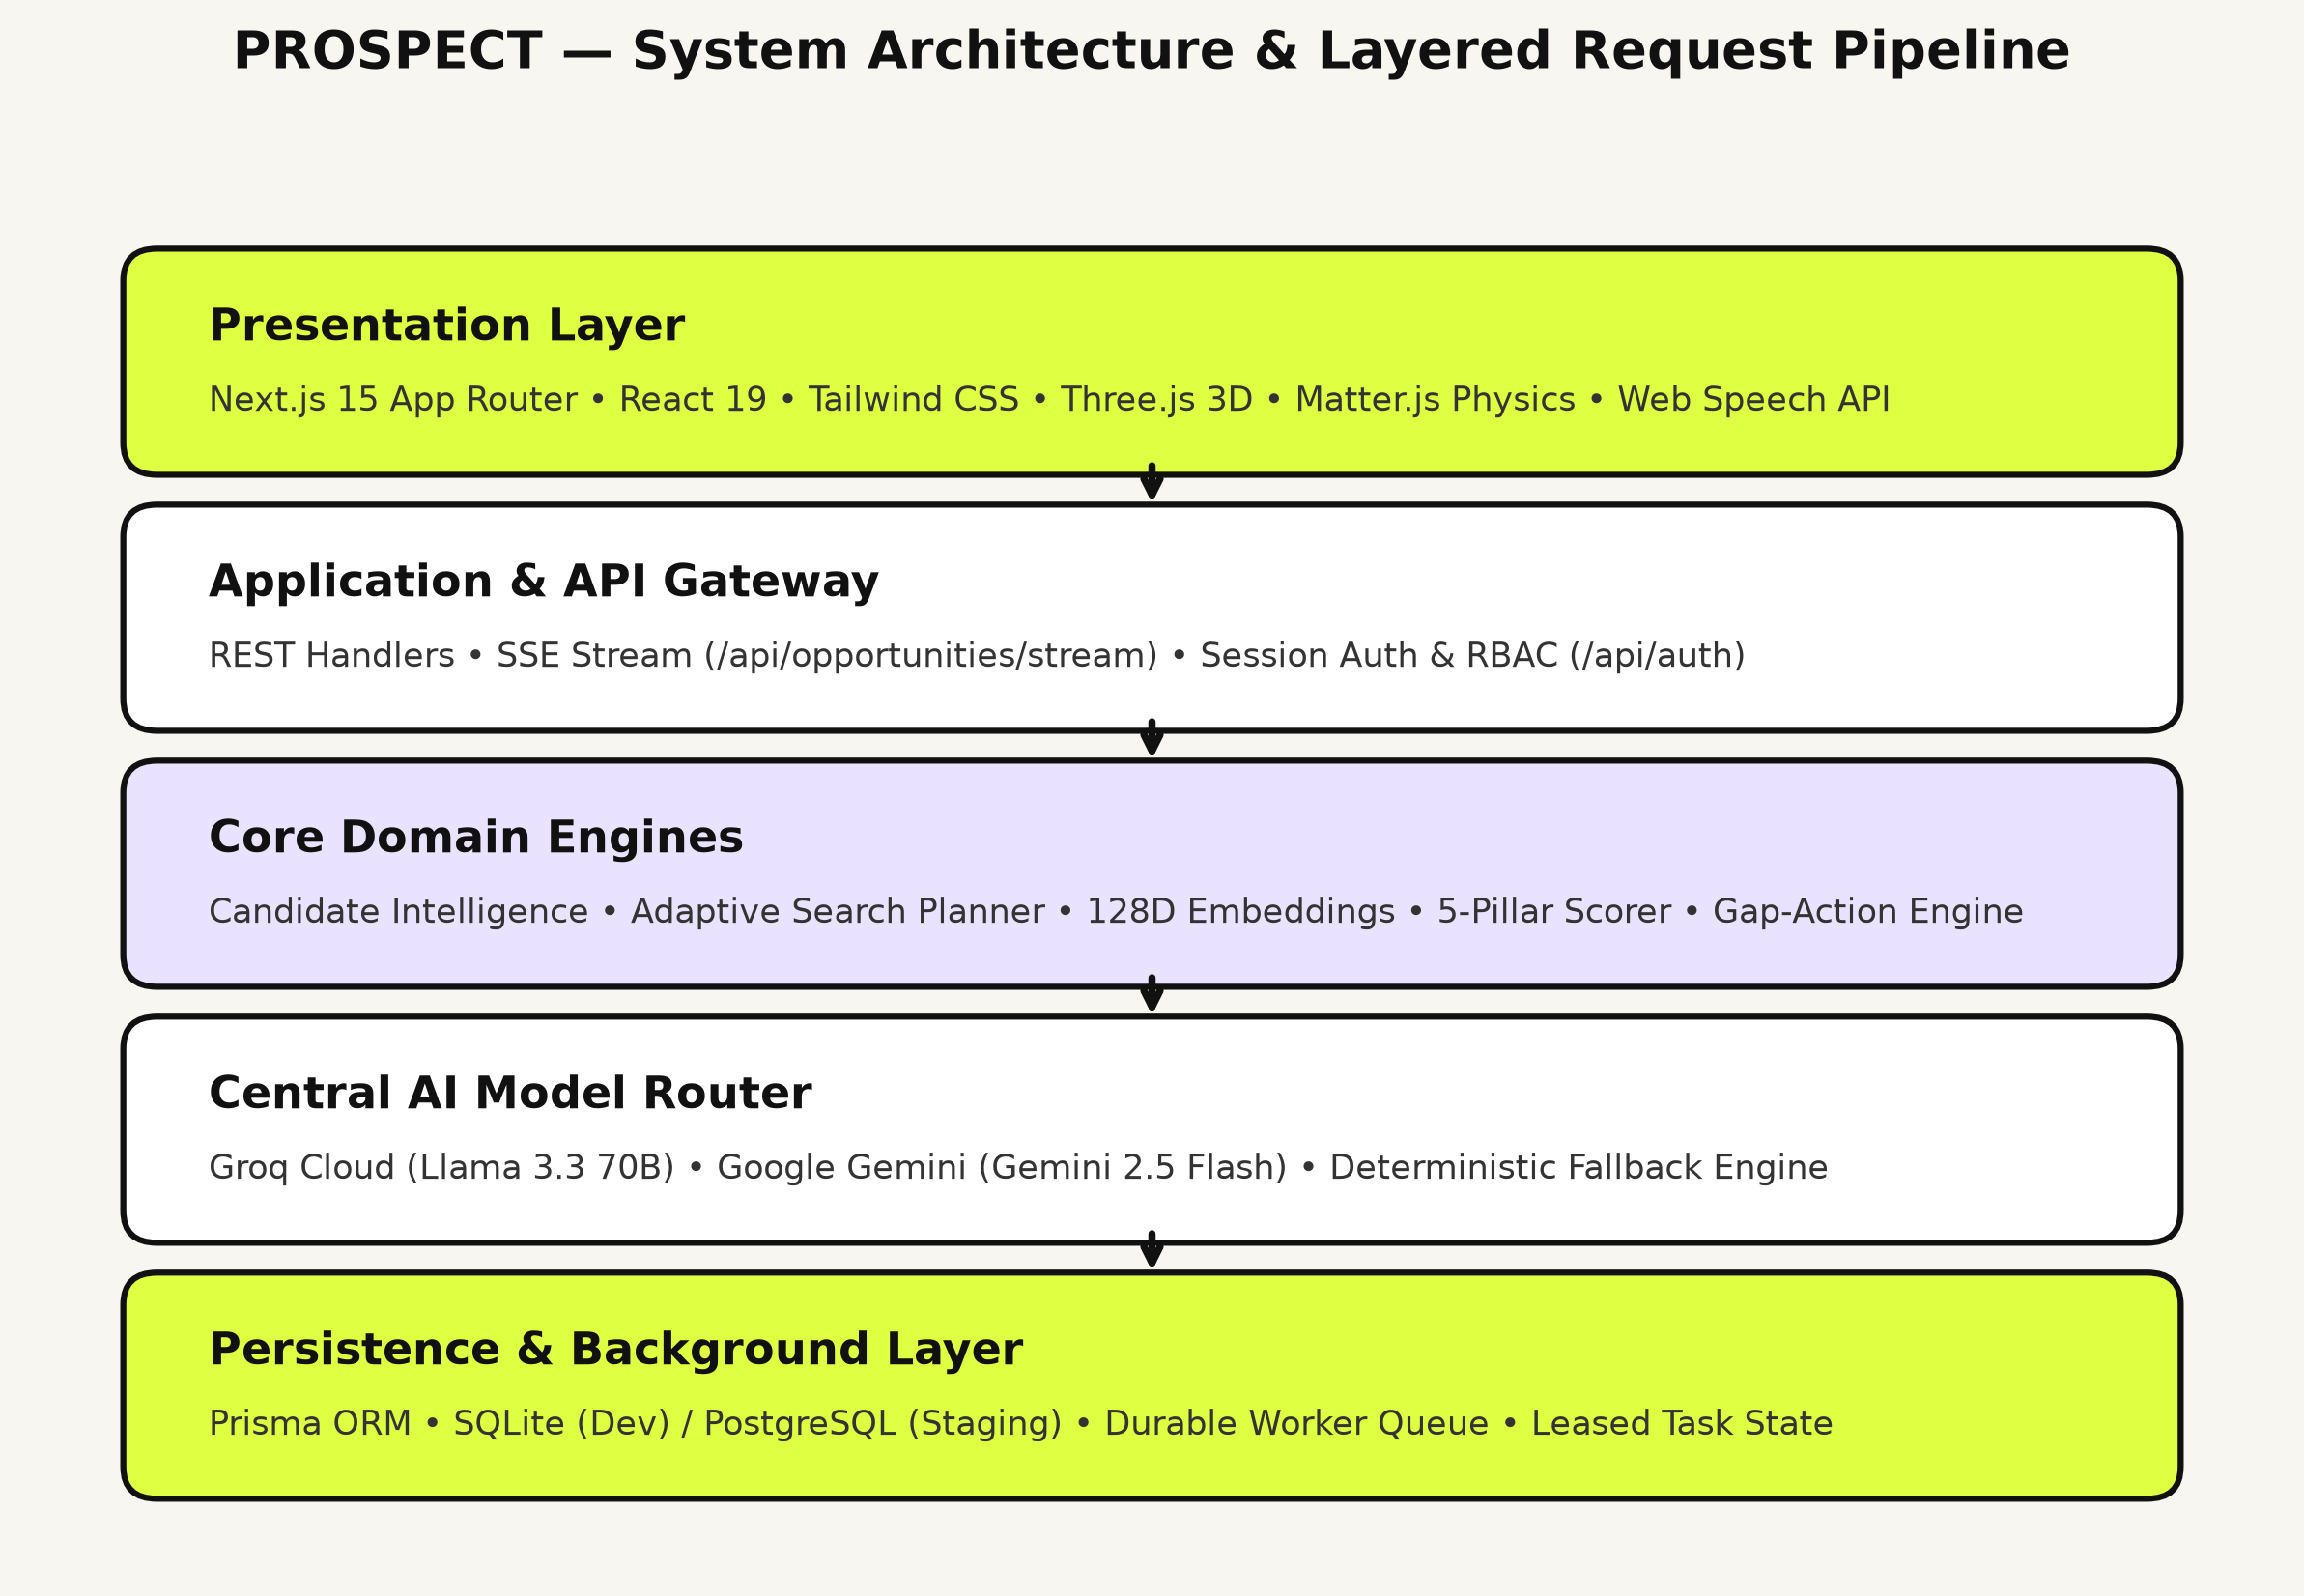 PROSPECT — System Architecture & Layered Request Pipeline
Presentation Layer
Next.js 15 App Router • React 19 • Tailwind CSS • Three.js 3D • Matter.js Physics • Web Speech API
Application & API Gateway
REST Handlers • SSE Stream (/api/opportunities/stream) • Session Auth & RBAC (/api/auth)
Core Domain Engines
Candidate Intelligence • Adaptive Search Planner • 128D Embeddings • 5-Pillar Scorer • Gap-Action Engine
Central AI Model Router
Groq Cloud (Llama 3.3 70B) • Google Gemini (Gemini 2.5 Flash) • Deterministic Fallback Engine
Persistence & Background Layer
Prisma ORM • SQLite (Dev) / PostgreSQL (Staging) • Durable Worker Queue • Leased Task State